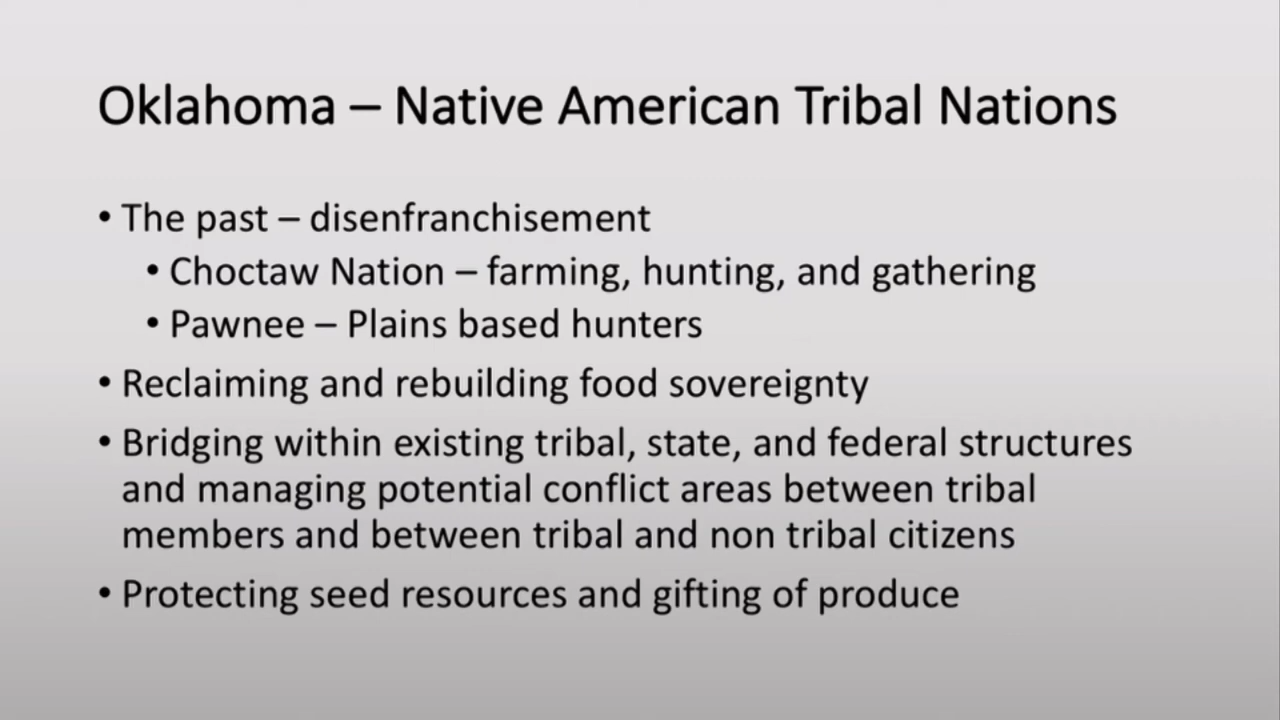 Oklahoma – Native American Tribal Nations
• The past – disenfranchisement
• Choctaw Nation – farming, hunting, and gathering
• Pawnee – Plains based hunters
• Reclaiming and rebuilding food sovereignty
• Bridging within existing tribal, state, and federal structures
and managing potential conflict areas between tribal
members and between tribal and non tribal citizens
• Protecting seed resources and gifting of produce